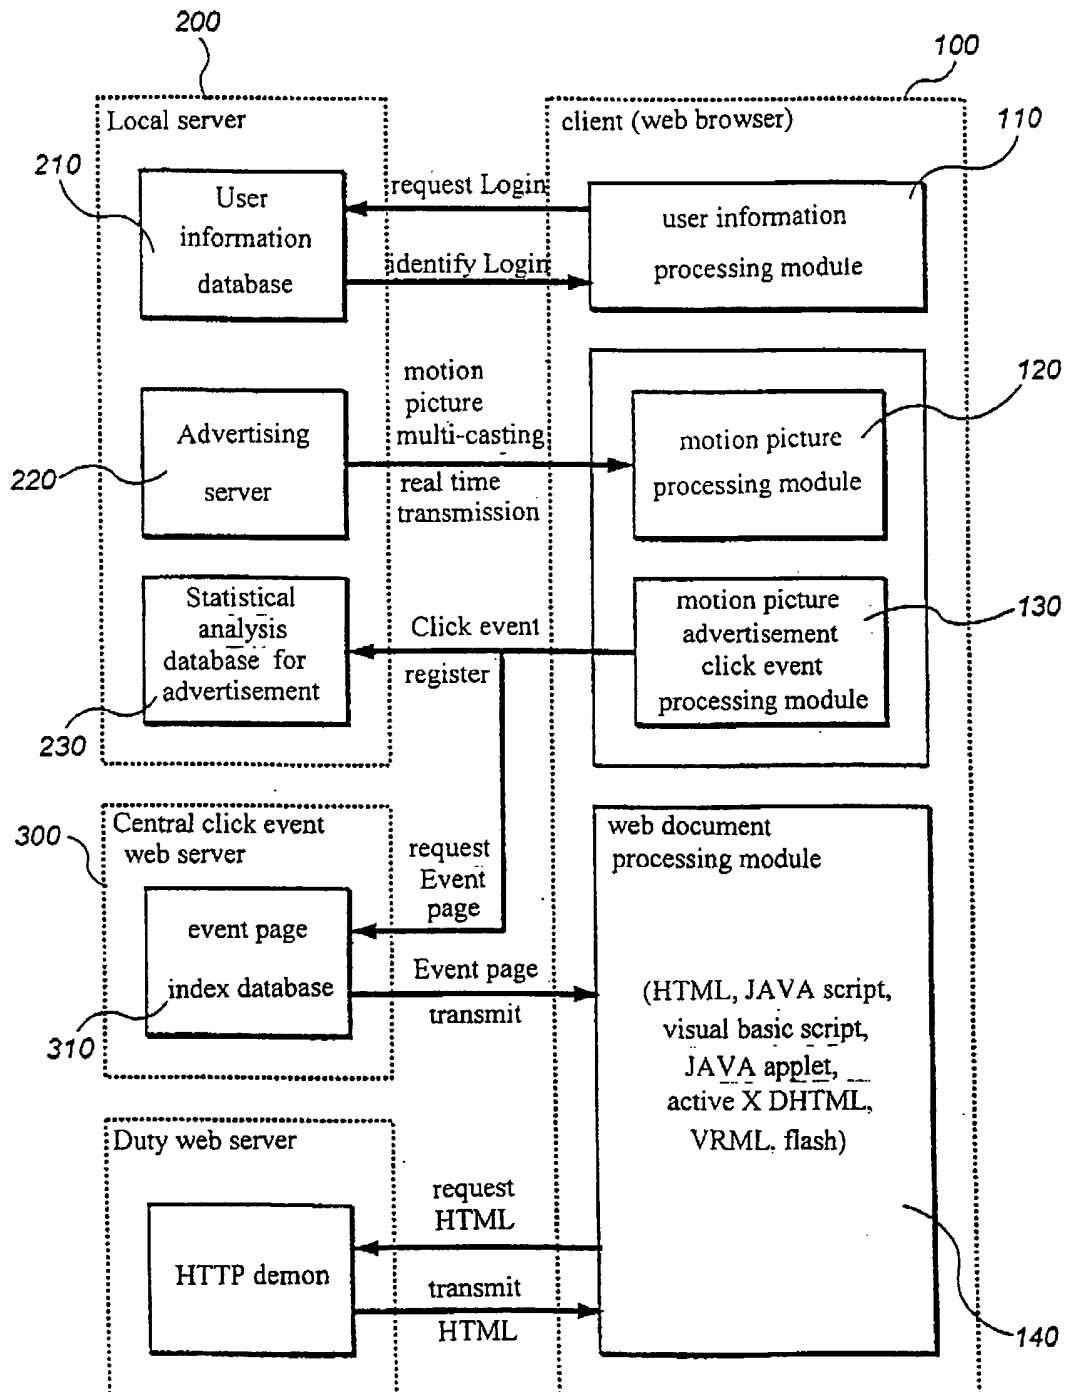 200
100
Local server
client (web browser)
110
210
User
information
database
request Login
identify Login
user information
processing module
motion
picture
multi-casting
real time
transmission
120
Advertising
server
220
motion picture
processing module
Statistical
analysis
database for
advertisement
230
Click event
register
motion picture
advertisement
click event
processing module
130
300
Central click event
web server
event page
index database
310
request
Event
page
Event page
transmit
web document
processing module
(HTML, JAVA script,
visual basic script,
JAVA applet,
active X DHTML,
VRML, flash)
Duty web server
HTTP demon
request
HTML
transmit
HTML
140